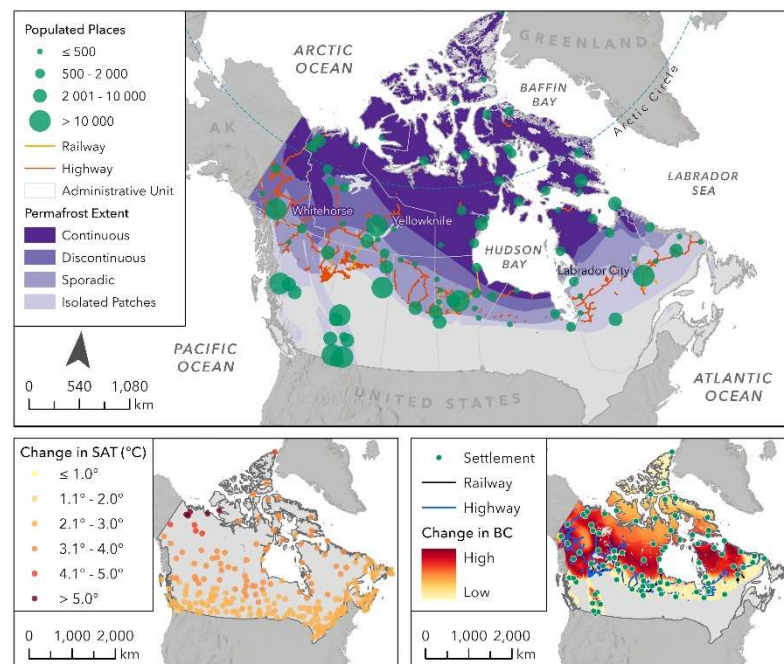 Populated Places
≤ 500
500 - 2 000
2 001 - 10 000
> 10 000
Railway
Highway
Administrative Unit
Permafrost Extent
Continuous
Discontinuous
Sporadic
Isolated Patches
0 540 1,080
km
ARCTIC
OCEAN
GREENLAND
BAFFIN
BAY
Arctic Circle
AK
LABRADOR
SEA
Whitehorse
Yellowknife
HUDSON
BAY
Labrador City
PACIFIC
OCEAN
UNITED STATES
ATLANTIC
OCEAN
Change in SAT (°C)
≤ 1.0°
1.1° - 2.0°
2.1° - 3.0°
3.1° - 4.0°
4.1° - 5.0°
> 5.0°
0 1,000 2,000
km
Settlement
Railway
Highway
Change in BC
High
Low
0 1,000 2,000
km